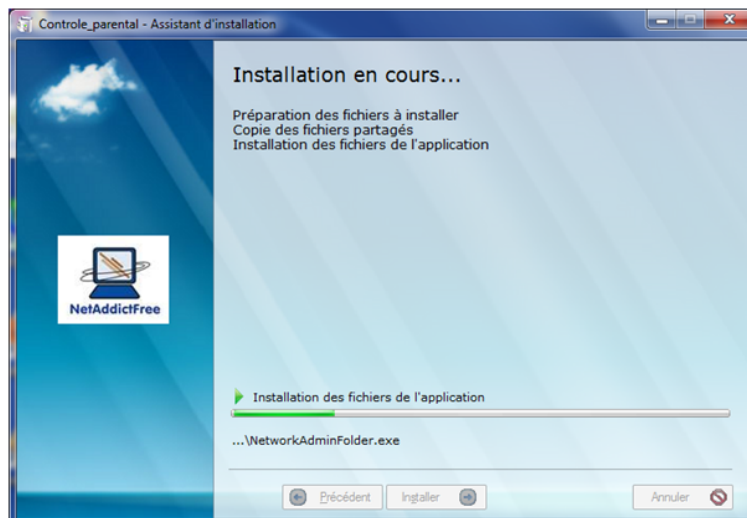 Controle_parental - Assistant d'installation
Installation en cours...
Préparation des fichiers à installer
Copie des fichiers partagés
Installation des fichiers de l'application
NetAddictFree
Installation des fichiers de l'application
...\NetworkAdminFolder.exe
Précédent
Installer
Annuler